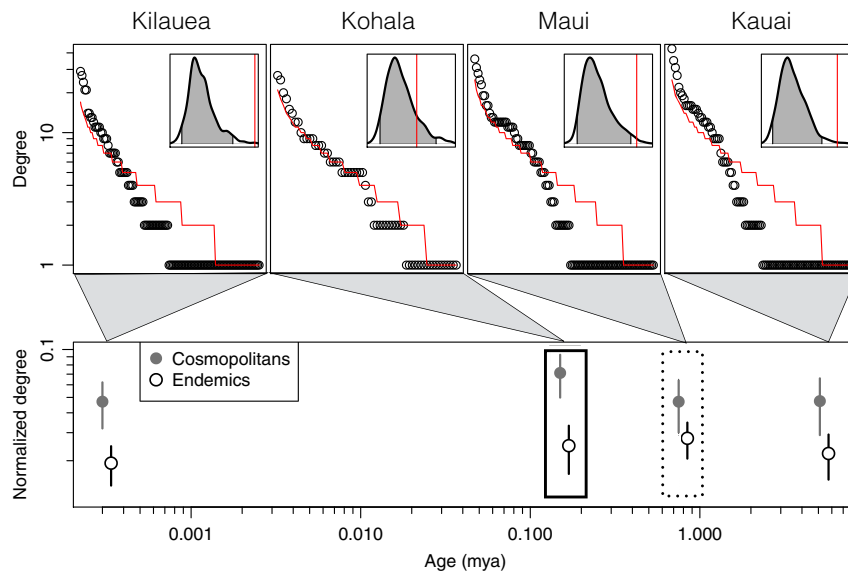 Kilauea Kohala Maui Kauai
Degree
10
1
Normalized degree
0.1
Cosmopolitans
Endemics
0.001 0.010 0.100 1.000
Age (mya)